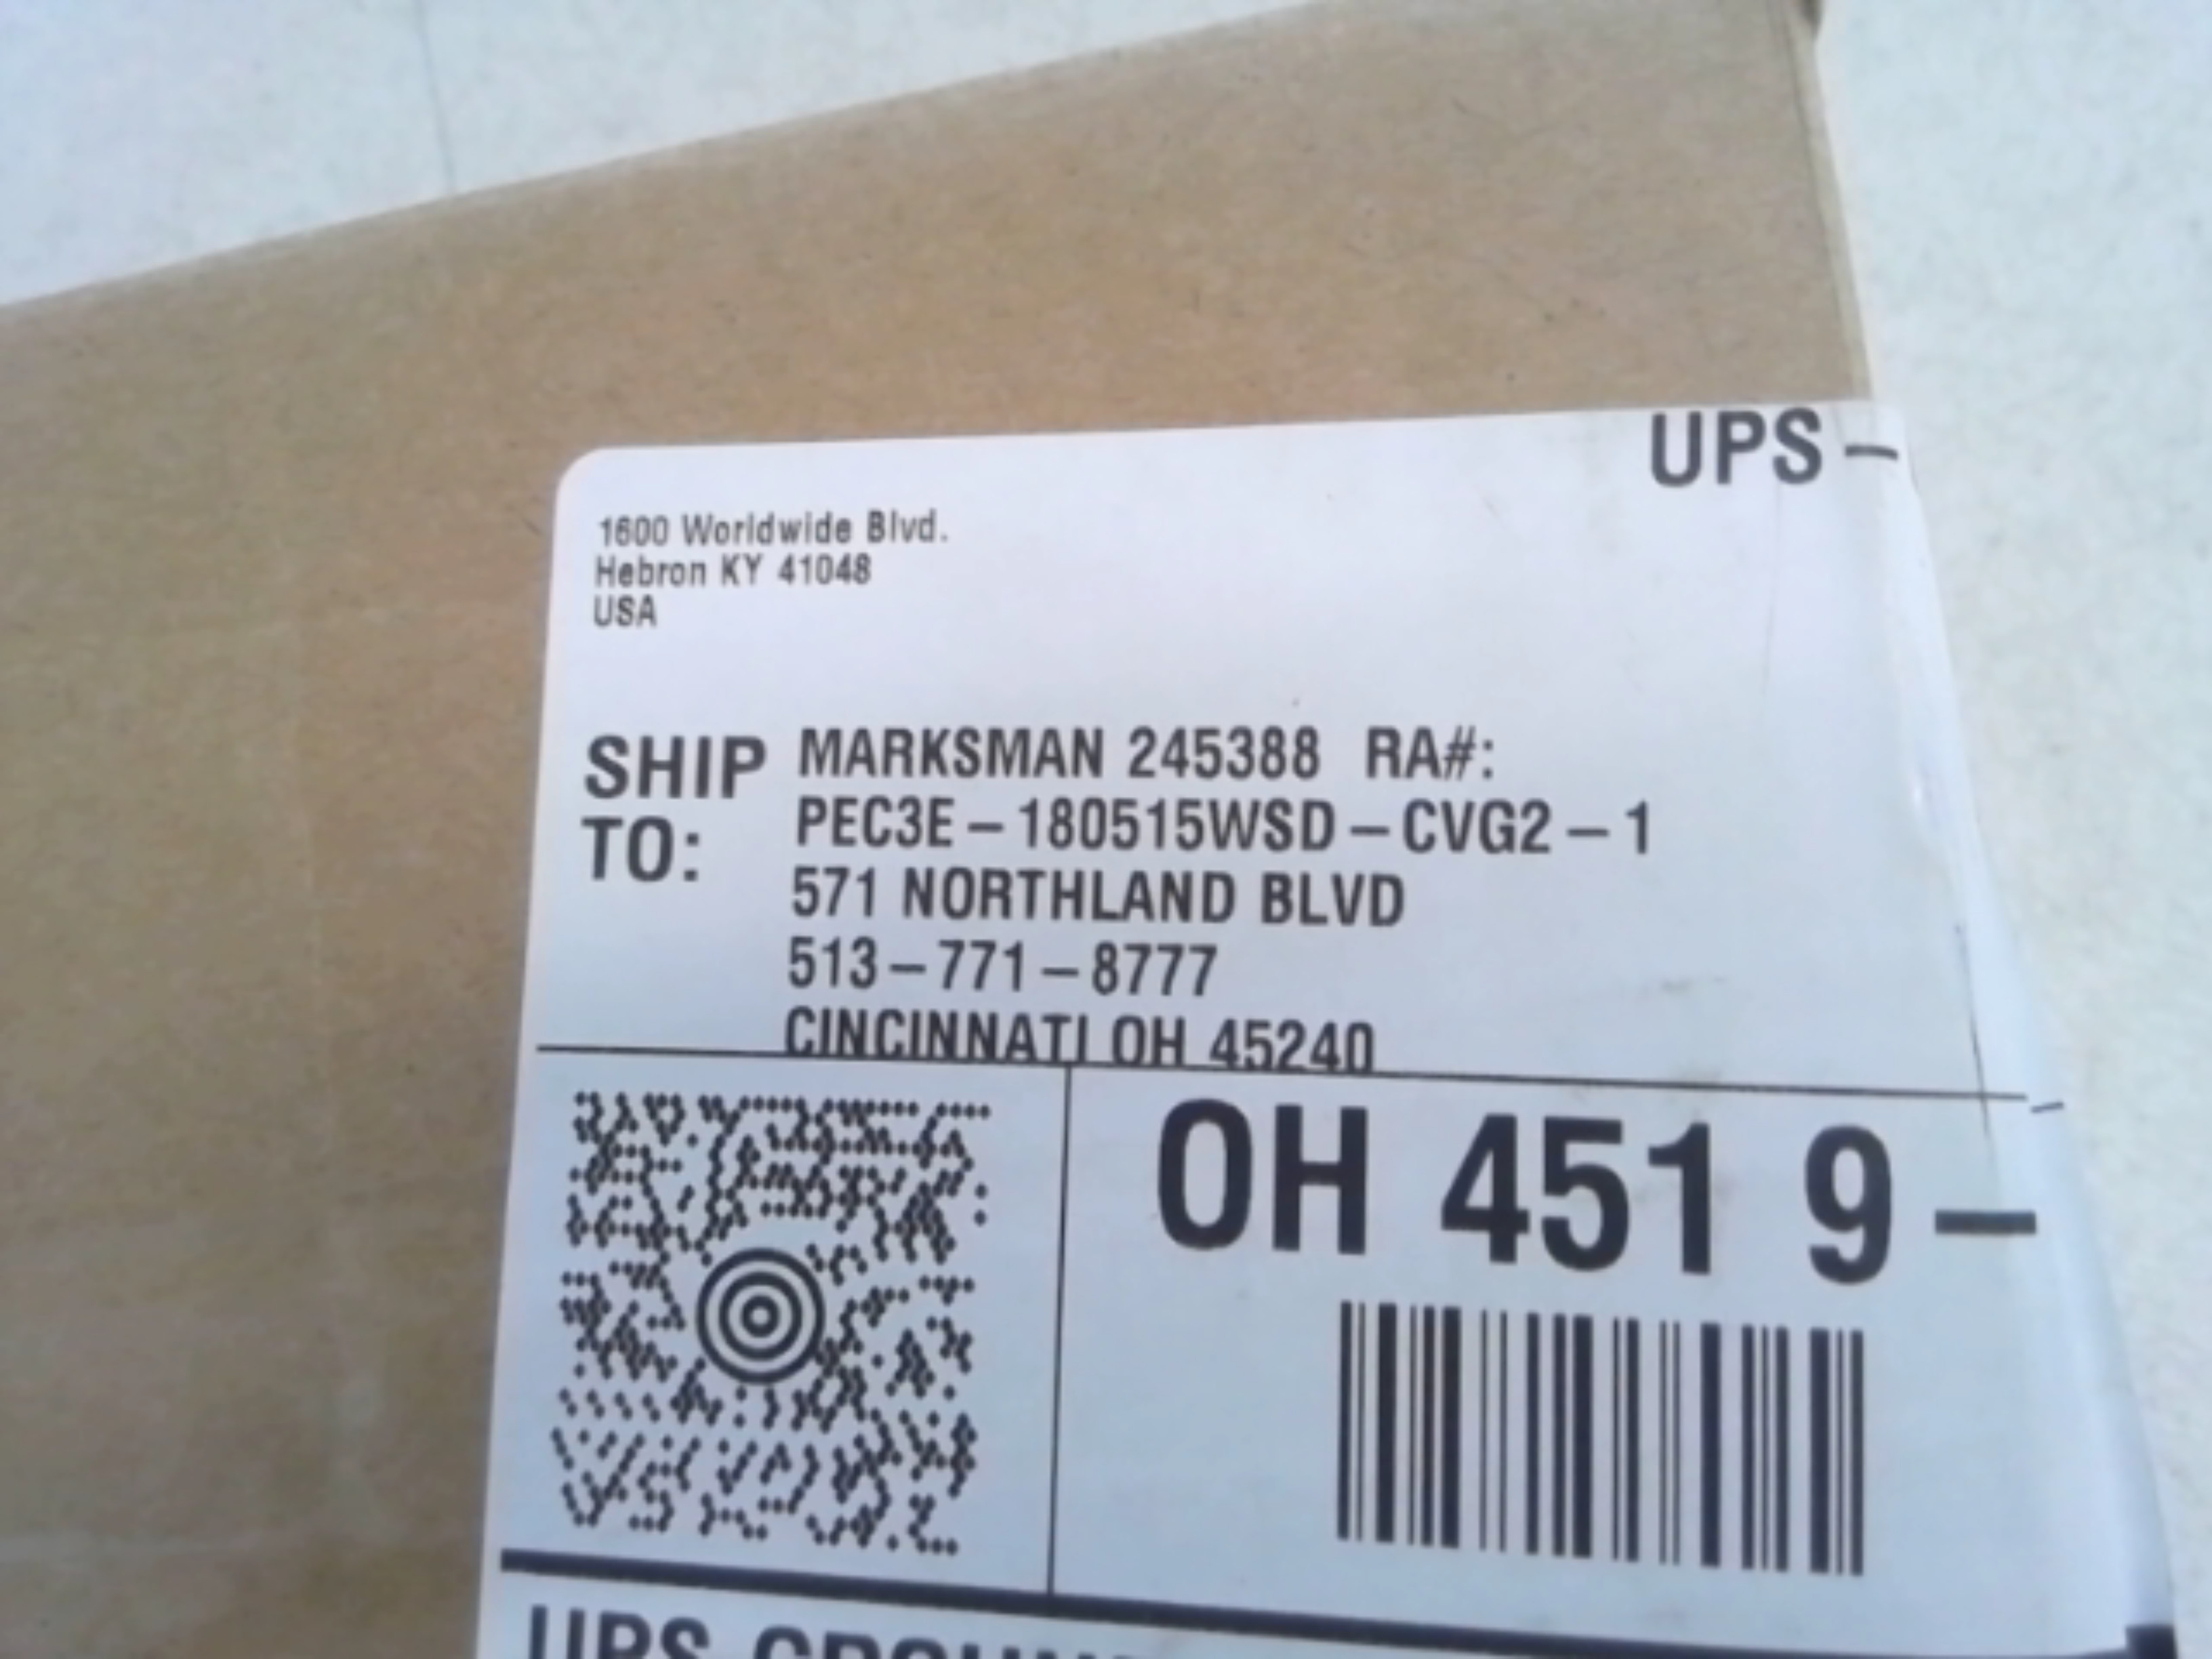 UPS -
1600 Worldwide Blvd.
Hebron KY 41048
USA
SHIP TO:
MARKSMAN 245388 RA#:
PEC3E-180515WSD-CVG2-1
571 NORTHLAND BLVD
513-771-8777
CINCINNATI OH 45240
OH 451 9-
UPS